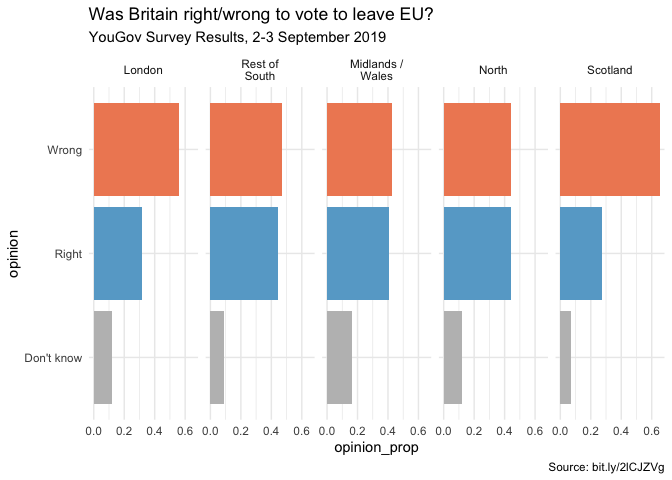 Was Britain right/wrong to vote to leave EU?
YouGov Survey Results, 2-3 September 2019
London
Rest of
South
Midlands /
Wales
North
Scotland
opinion
Wrong
Right
Don't know
0.0 0.2 0.4 0.6 0.0 0.2 0.4 0.6 0.0 0.2 0.4 0.6 0.0 0.2 0.4 0.6 0.0 0.2 0.4 0.6
opinion_prop
Source: bit.ly/2lCJZVg